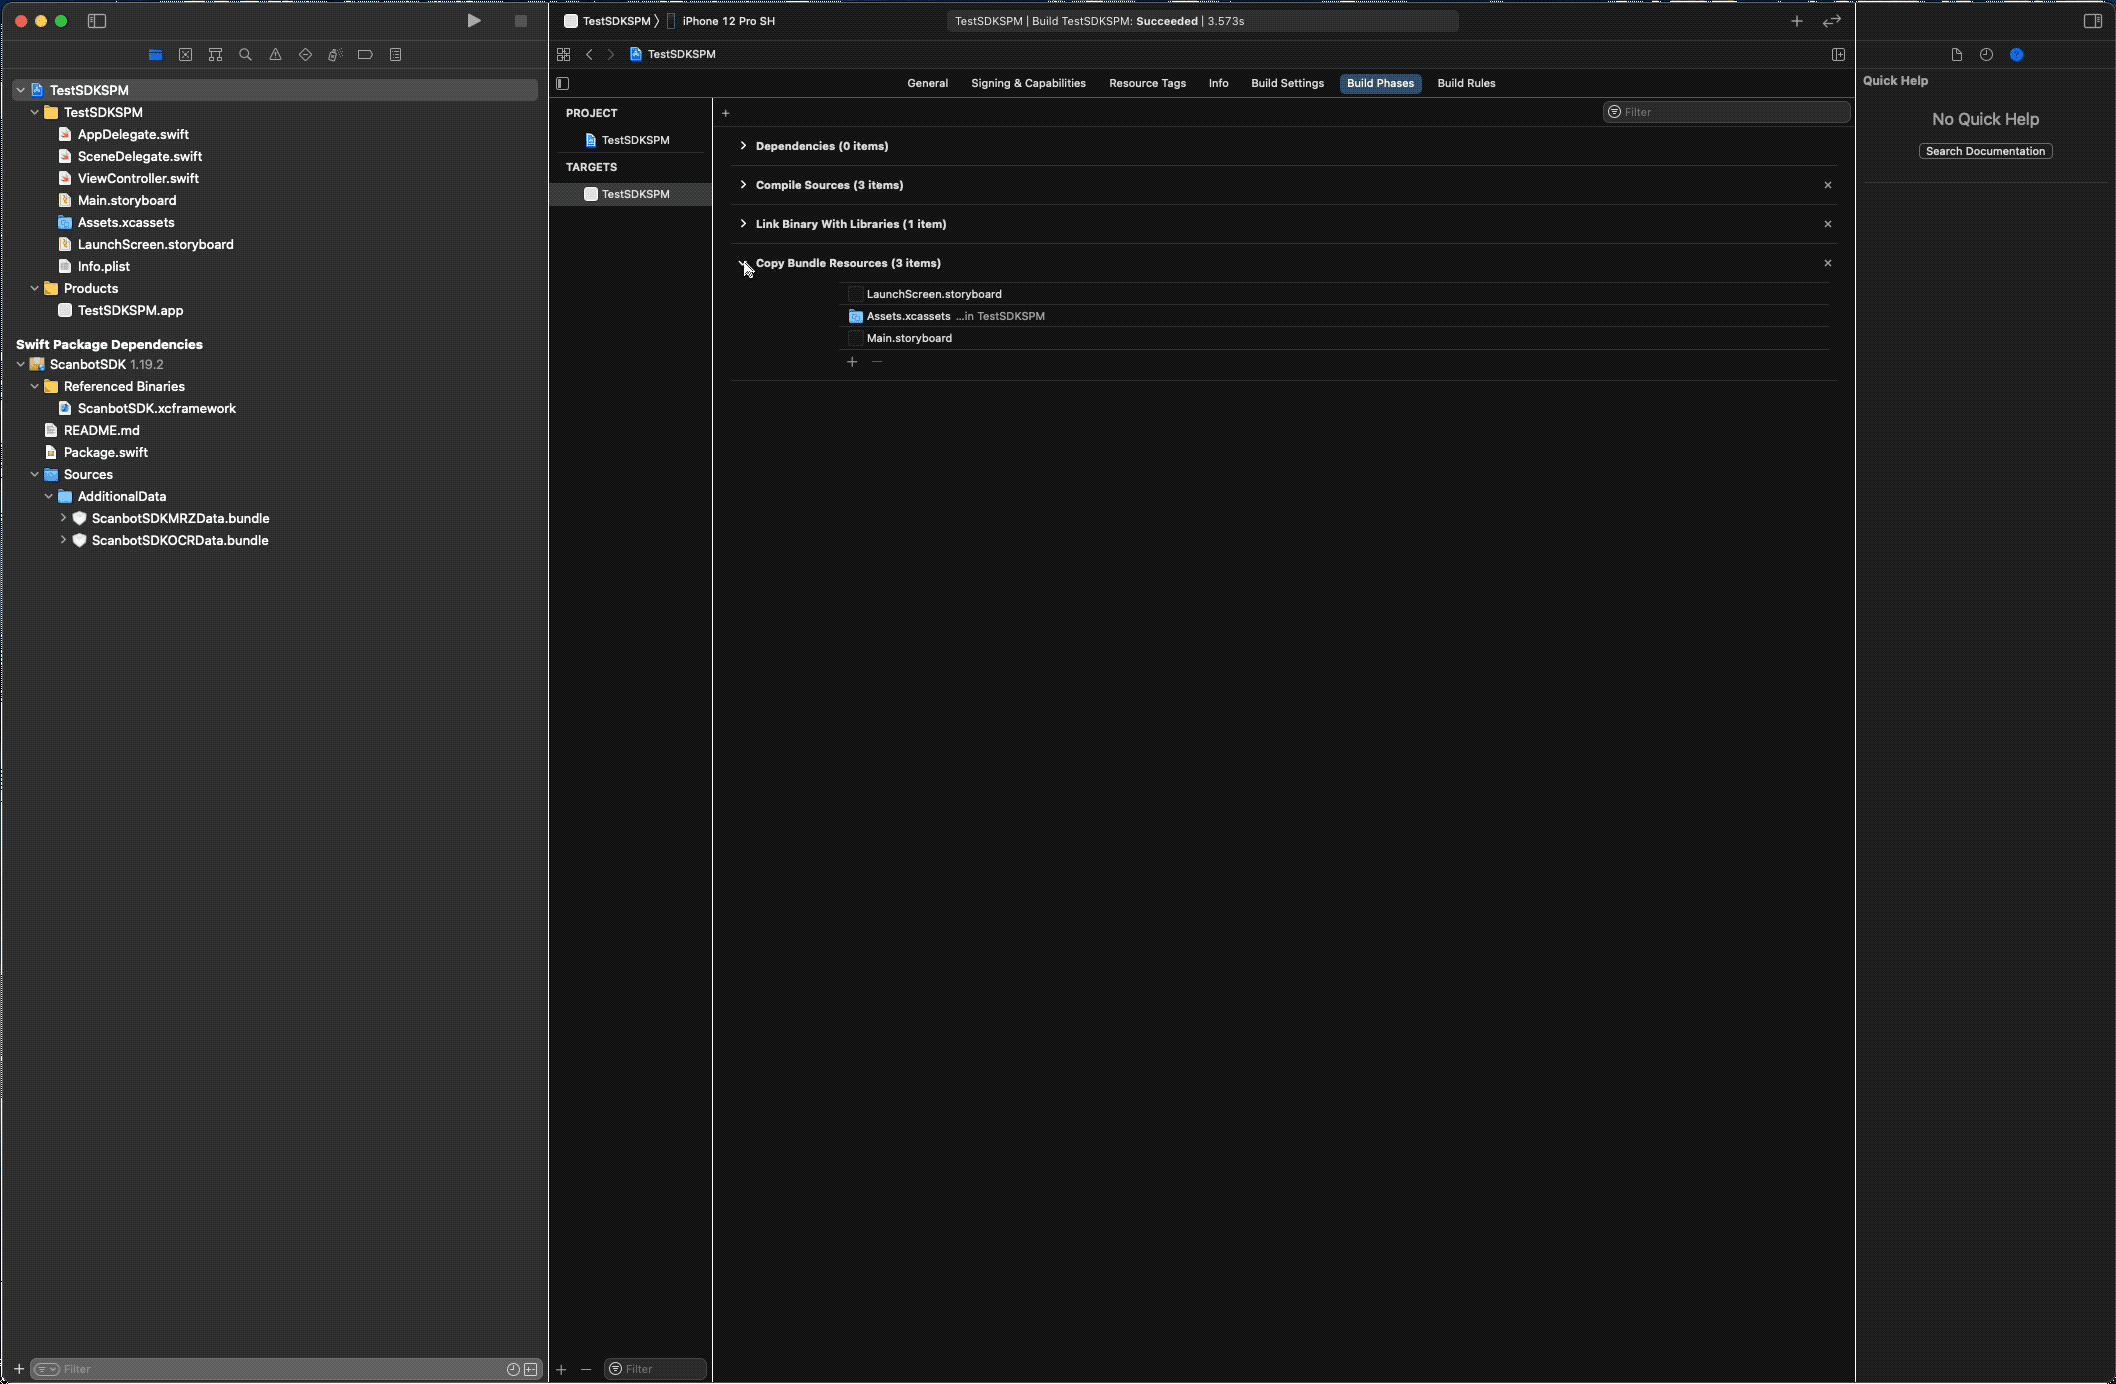 TestSDKSPM
iPhone 12 Pro SH
TestSDKSPM | Build TestSDKSPM: Succeeded | 3.573s
TestSDKSPM
General
Signing & Capabilities
Resource Tags
Info
Build Settings
Build Phases
Build Rules
TestSDKSPM
TestSDKSPM
AppDelegate.swift
SceneDelegate.swift
ViewController.swift
Main.storyboard
Assets.xcassets
LaunchScreen.storyboard
Info.plist
Products
TestSDKSPM.app
Swift Package Dependencies
ScanbotSDK 1.19.2
Referenced Binaries
ScanbotSDK.xcframework
README.md
Package.swift
Sources
AdditionalData
ScanbotSDKMRZData.bundle
ScanbotSDKOCRData.bundle
Filter
PROJECT
TestSDKSPM
TARGETS
TestSDKSPM
Filter
Filter
Dependencies (0 items)
Compile Sources (3 items)
Link Binary With Libraries (1 item)
Copy Bundle Resources (3 items)
LaunchScreen.storyboard
Assets.xcassets ...in TestSDKSPM
Main.storyboard
Quick Help
No Quick Help
Search Documentation